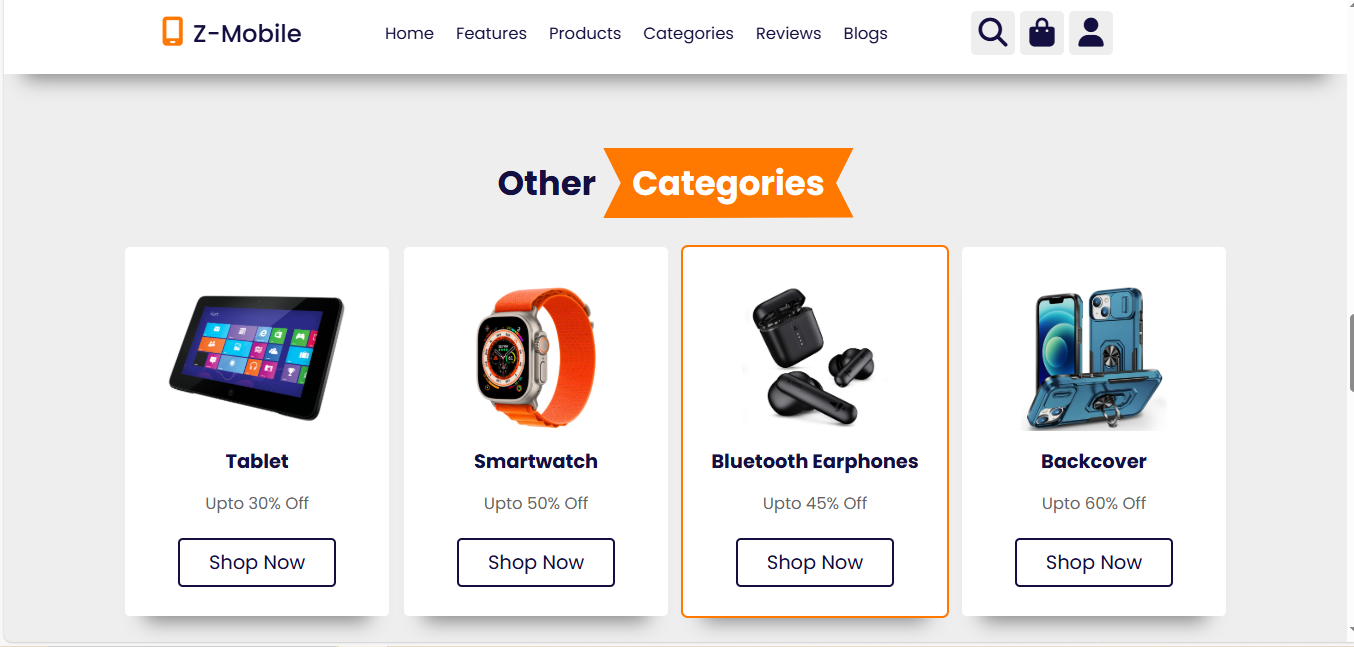 Z-Mobile
Home Features Products Categories Reviews Blogs
Other Categories
Tablet
Upto 30% Off
Shop Now
Smartwatch
Upto 50% Off
Shop Now
Bluetooth Earphones
Upto 45% Off
Shop Now
Backcover
Upto 60% Off
Shop Now